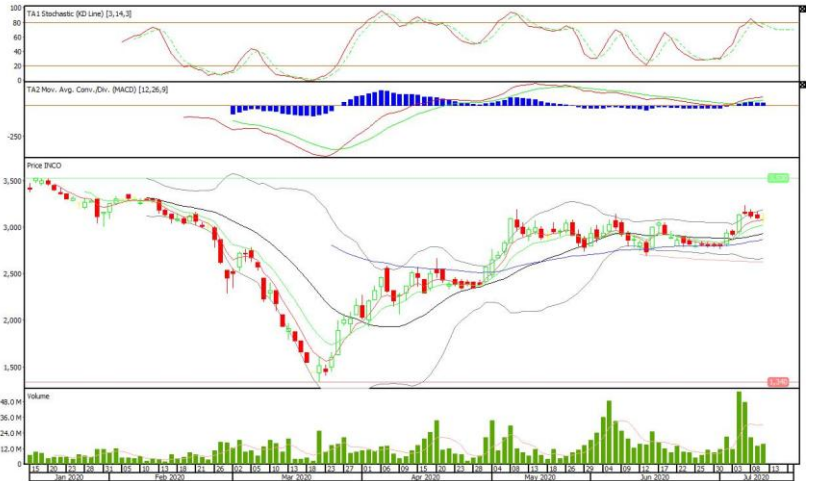 100
TA1 Stochastic (KD Line) [3,14,3]
80
60
40
20
0
TA2 Mov. Avg. Conv./Div. (MACD) [12,26,9]
-250
Price INCO
3,500
3,000
2,500
2,000
1,500
1,340
Volume
48.0 M
36.0 M
24.0 M
12.0 M
0
15 20 23 28 31 05 10 13 18 21 26 02 05 10 13 18 23 27 01 06 09 15 20 23 28 04 08 13 18 26 29 04 09 12 17 22 25 30 03 08 13
Jan 2020 Feb 2020 Mar 2020 Apr 2020 May 2020 Jun 2020 Jul 2020